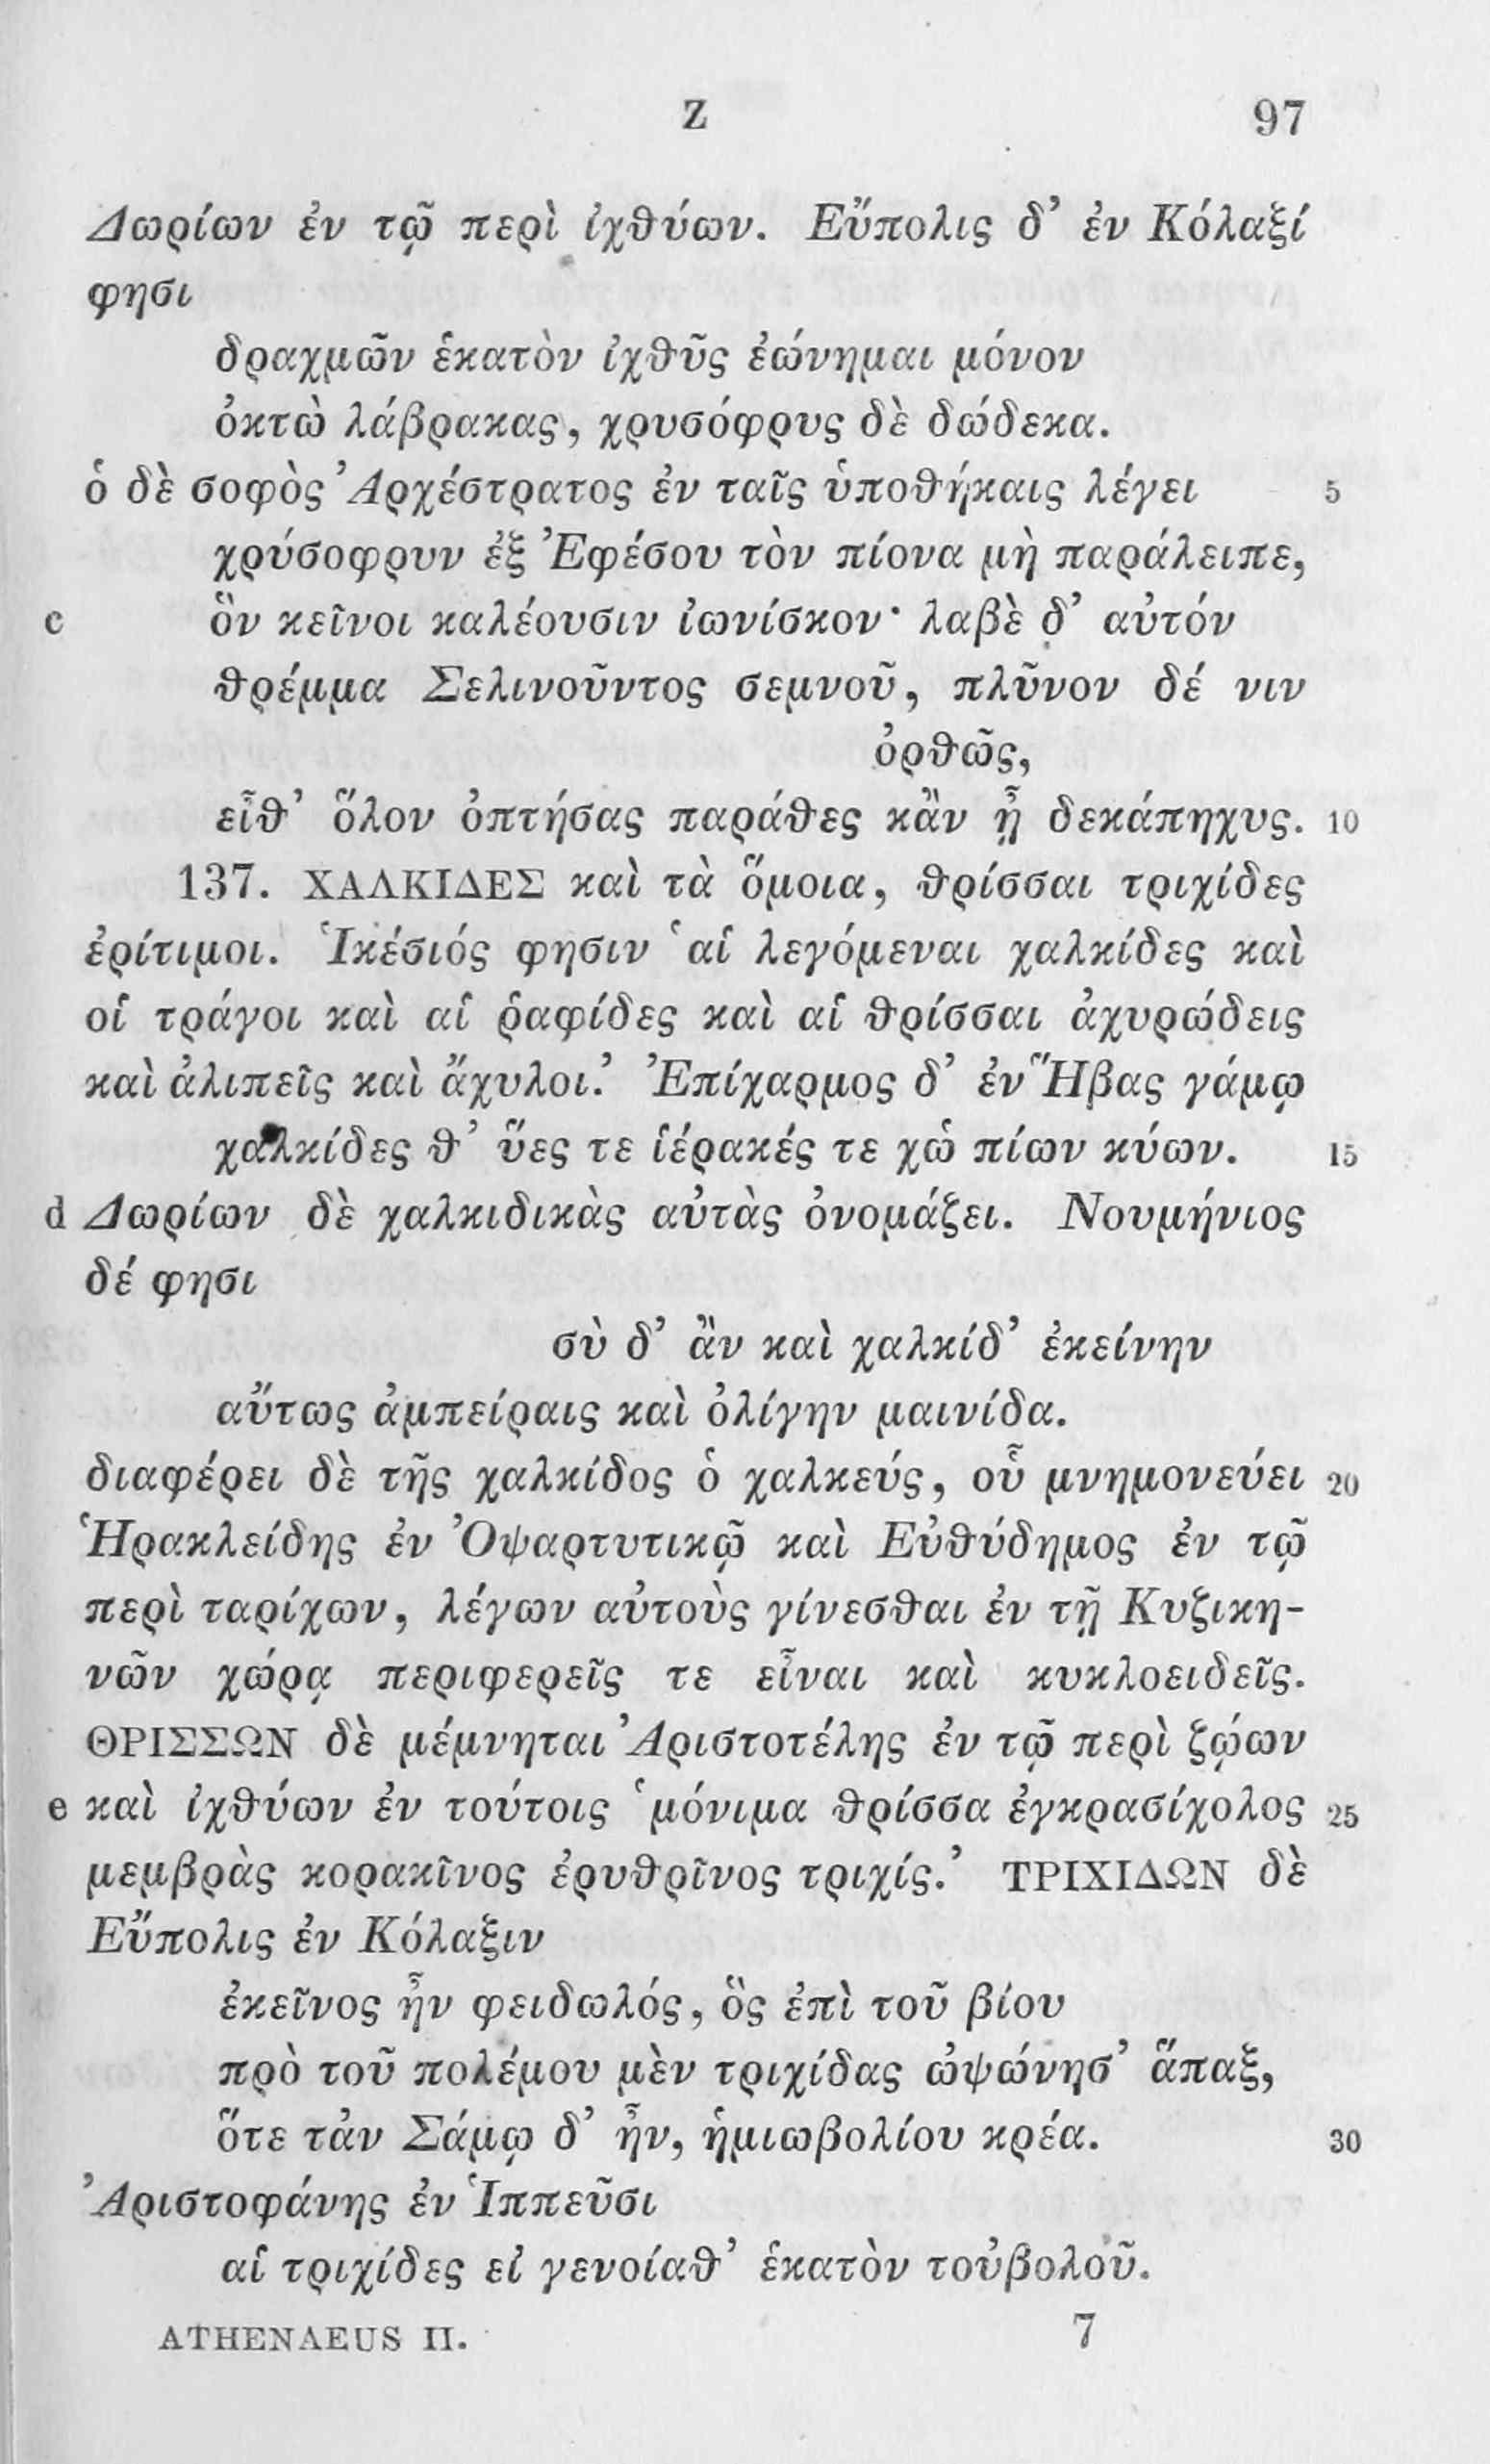 Z 97
Δωρίων ἐν τῷ περὶ ἰχθύων. Εὔπολις δ’ ἐν Κόλαξί
φησι
δραχμῶν ἑκατὸν ἰχθῦς ἐώνημαι μόνον
ὀκτὼ λάβρακας, χρυσόφρυς δὲ δώδεκα.
ὁ δὲ σοφὸς Ἀρχέστρατος ἐν ταῖς ὑποθήκαις λέγει 5
χρύσοφρυν ἐξ Ἐφέσου τὸν πίονα μὴ παράλειπε,
c ὃν κεῖνοι καλέουσιν ἰωνίσκον· λαβὲ δ’ αὐτόν
θρέμμα Σελινοῦντος σεμνοῦ, πλῦνον δέ νιν
ὀρθῶς,
εἶθ’ ὅλον ὀπτήσας παράθες κἂν ᾖ δεκάπηχυς. 10
137. ΧΑΛΚΙΔΕΣ καὶ τὰ ὅμοια, θρίσσαι τριχίδες
ἐρίτιμοι. Ἱκέσιός φησιν ‘αἱ λεγόμεναι χαλκίδες καὶ
οἱ τράγοι καὶ αἱ ῥαφίδες καὶ αἱ θρίσσαι ἀχυρώδεις
καὶ ἀλιπεῖς καὶ ἄχυλοι.’ Ἐπίχαρμος δ’ ἐν Ἥβας γάμῳ
χαλκίδες θ’ ὕες τε ἱέρακές τε χὠ πίων κύων. 15
d Δωρίων δὲ χαλκιδικὰς αὐτὰς ὀνομάζει. Νουμήνιος
δέ φησι
σὺ δ’ ἂν καὶ χαλκίδ’ ἐκείνην
αὔτως ἀμπείραις καὶ ὀλίγην μαινίδα.
διαφέρει δὲ τῆς χαλκίδος ὁ χαλκεύς, οὗ μνημονεύει 20
Ἡρακλείδης ἐν Ὀψαρτυτικῷ καὶ Εὐθύδημος ἐν τῷ
περὶ ταρίχων, λέγων αὐτοὺς γίνεσθαι ἐν τῇ Κυζικη-
νῶν χώρᾳ περιφερεῖς τε εἶναι καὶ κυκλοειδεῖς.
ΘΡΙΣΣΩΝ δὲ μέμνηται Ἀριστοτέλης ἐν τῷ περὶ ζῴων
e καὶ ἰχθύων ἐν τούτοις ‘μόνιμα θρίσσα ἐγκρασίχολος 25
μεμβρὰς κορακῖνος ἐρυθρῖνος τριχίς.’ ΤΡΙΧΙΔΩΝ δὲ
Εὔπολις ἐν Κόλαξιν
ἐκεῖνος ἦν φειδωλός, ὃς ἐπὶ τοῦ βίου
πρὸ τοῦ πολέμου μὲν τριχίδας ὠψώνησ’ ἅπαξ,
ὅτε τἀν Σάμῳ δ’ ἦν, ἡμιωβολίου κρέα. 30
Ἀριστοφάνης ἐν Ἱππεῦσι
αἱ τριχίδες εἰ γενοίαθ’ ἑκατὸν τοὐβολοῦ.
ATHENAEUS II. 7